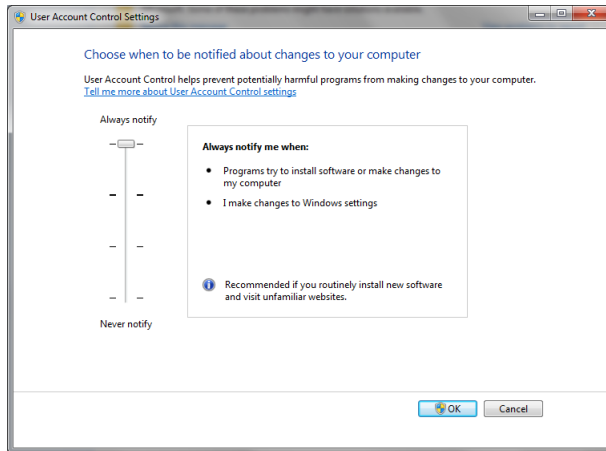 User Account Control Settings
Choose when to be notified about changes to your computer
User Account Control helps prevent potentially harmful programs from making changes to your computer.
Tell me more about User Account Control settings
Always notify
Always notify me when:
Programs try to install software or make changes to
my computer
I make changes to Windows settings
Recommended if you routinely install new software
and visit unfamiliar websites.
Never notify
OK
Cancel